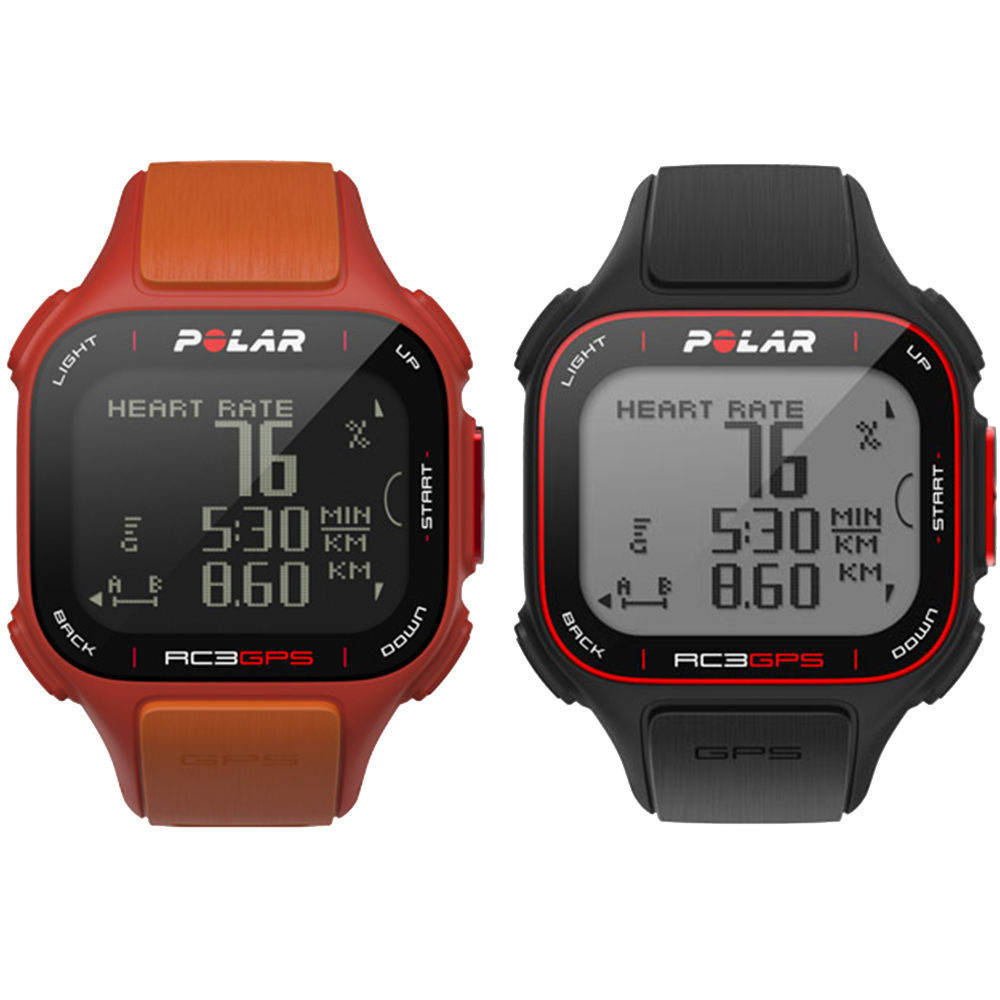 LIGHT
POLAR
UP
HEART RATE
76 %
START
5:30 MIN
KM
8.60 KM
A B
BACK
RC3GPS
DOWN
GPS
LIGHT
POLAR
UP
HEART RATE
76 %
START
5:30 MIN
KM
8.60 KM
A B
BACK
RC3GPS
DOWN
GPS